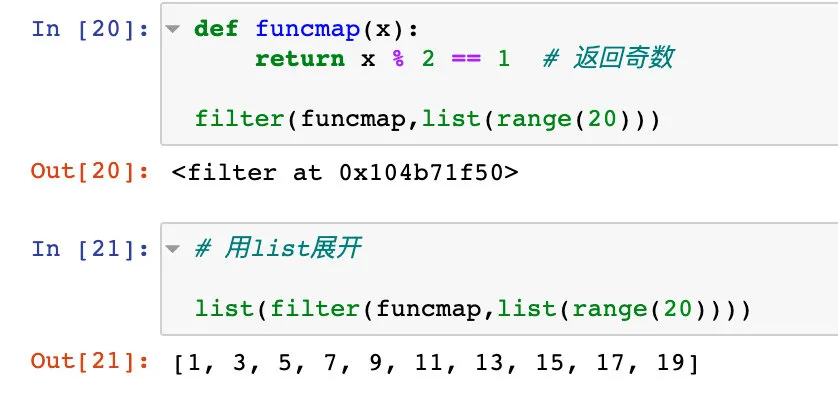 In [20]: def funcmap(x):
return x % 2 == 1  # 返回奇数
filter(funcmap,list(range(20)))
Out[20]: <filter at 0x104b71f50>
In [21]: # 用list展开
list(filter(funcmap,list(range(20))))
Out[21]: [1, 3, 5, 7, 9, 11, 13, 15, 17, 19]